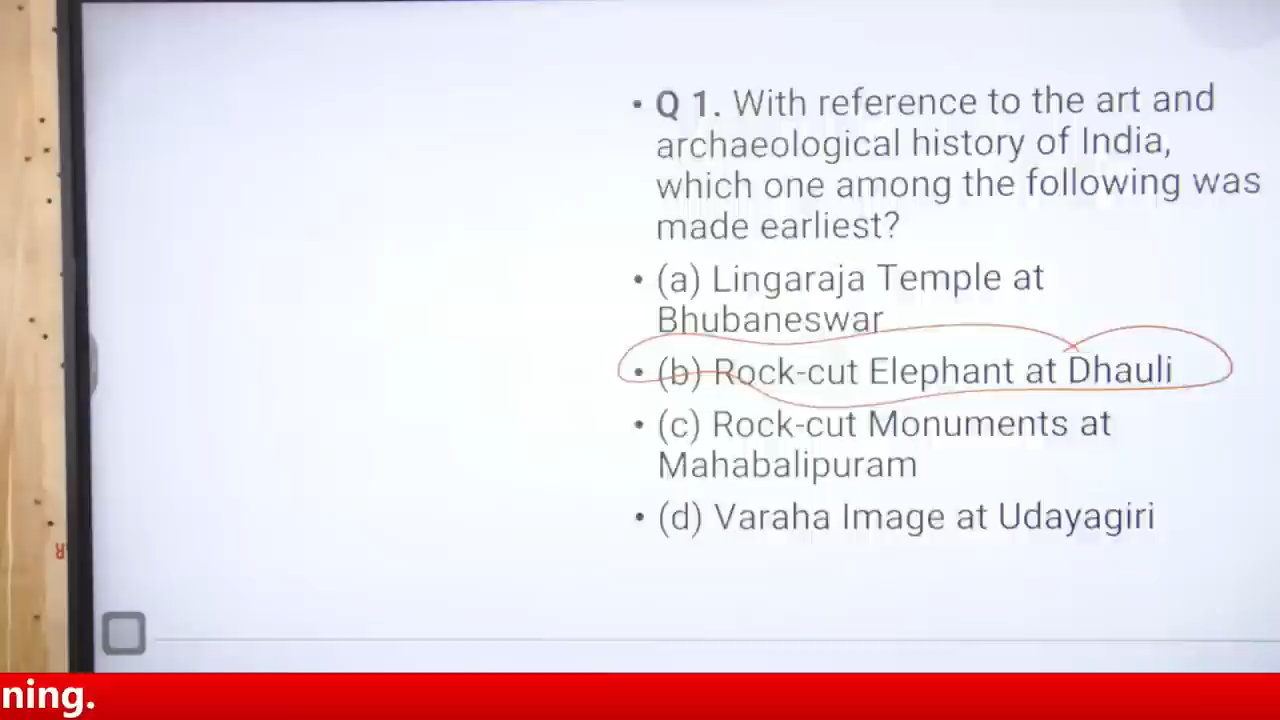 • Q 1. With reference to the art and
archaeological history of India,
which one among the following was
made earliest?
• (a) Lingaraja Temple at
Bhubaneswar
• (b) Rock-cut Elephant at Dhauli
• (c) Rock-cut Monuments at
Mahabalipuram
• (d) Varaha Image at Udayagiri
ning.